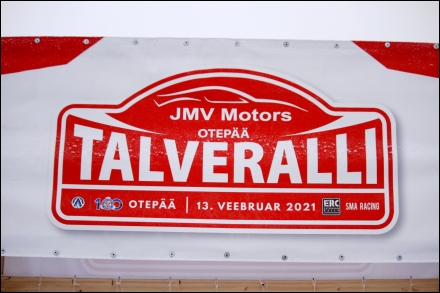 JMV Motors
OTEPÄÄ
TALVERALLI
OTEPÄÄ | 13. VEEBRUAR 2021 ERC SMA RACING